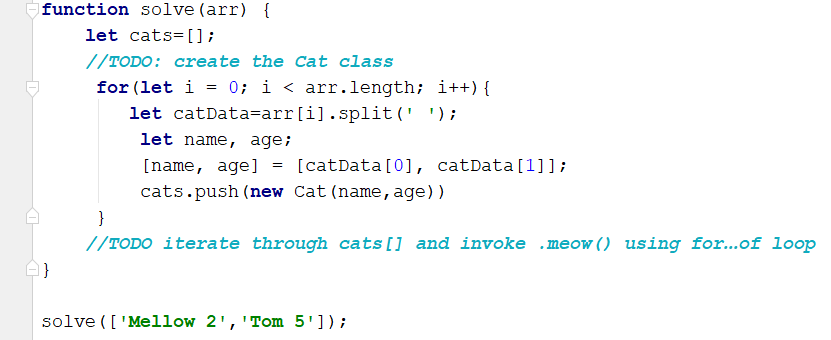 function solve(arr) {
let cats=[];
//TODO: create the Cat class
for(let i = 0; i < arr.length; i++){
let catData=arr[i].split(' ');
let name, age;
[name, age] = [catData[0], catData[1]];
cats.push(new Cat(name,age))
}
//TODO iterate through cats[] and invoke .meow() using for…of loop
}
solve(['Mellow 2','Tom 5']);